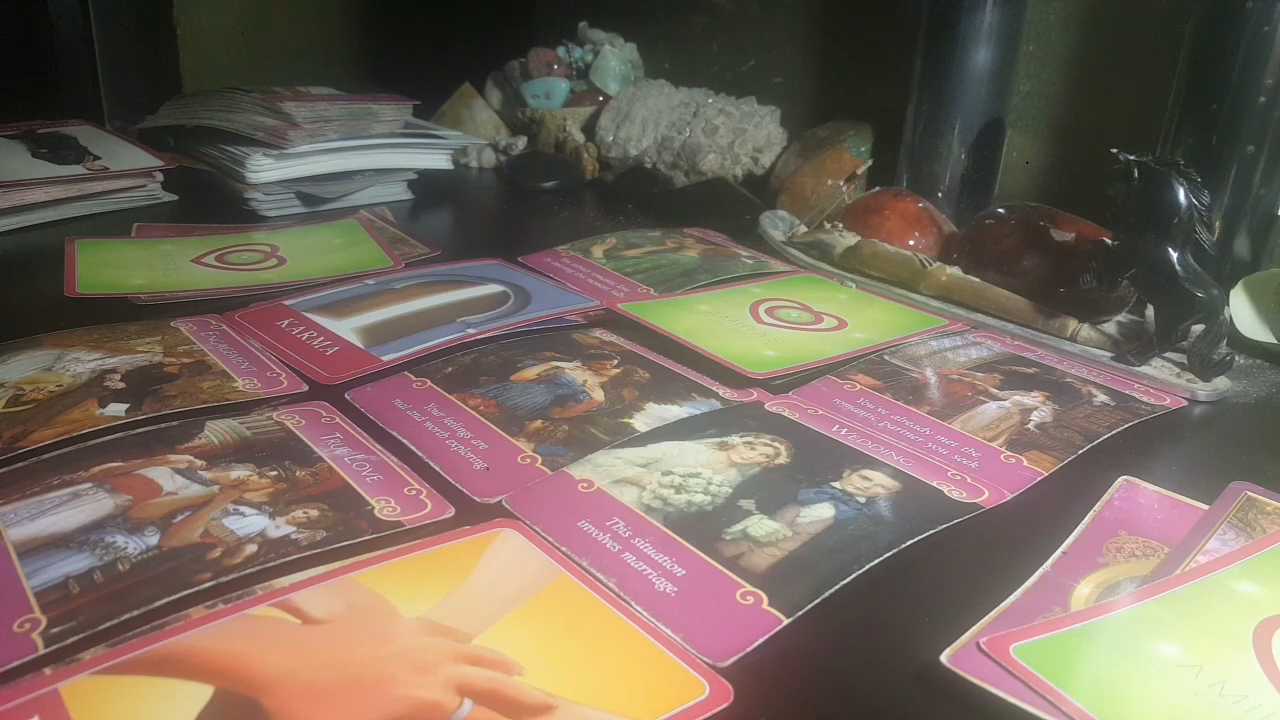 KARMA
ENGAGEMENT
TRUE LOVE
Your feelings are
real and worth exploring.
WEDDING
This situation
involves marriage.
You've already met the
romantic partner you seek.